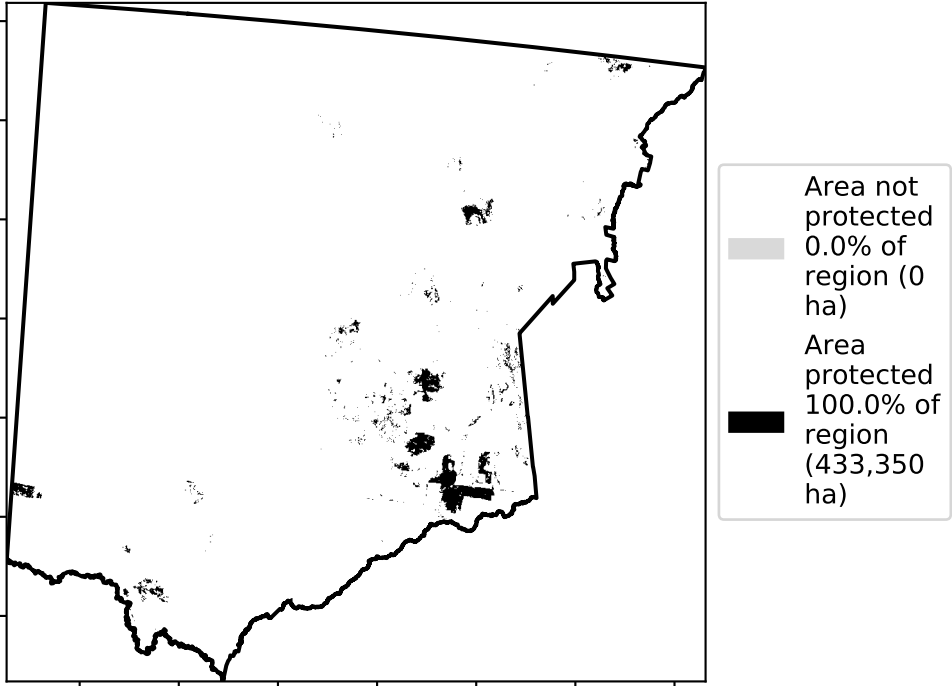 Area not
protected
0.0% of
region (0
ha)
Area
protected
100.0% of
region
(433,350
ha)